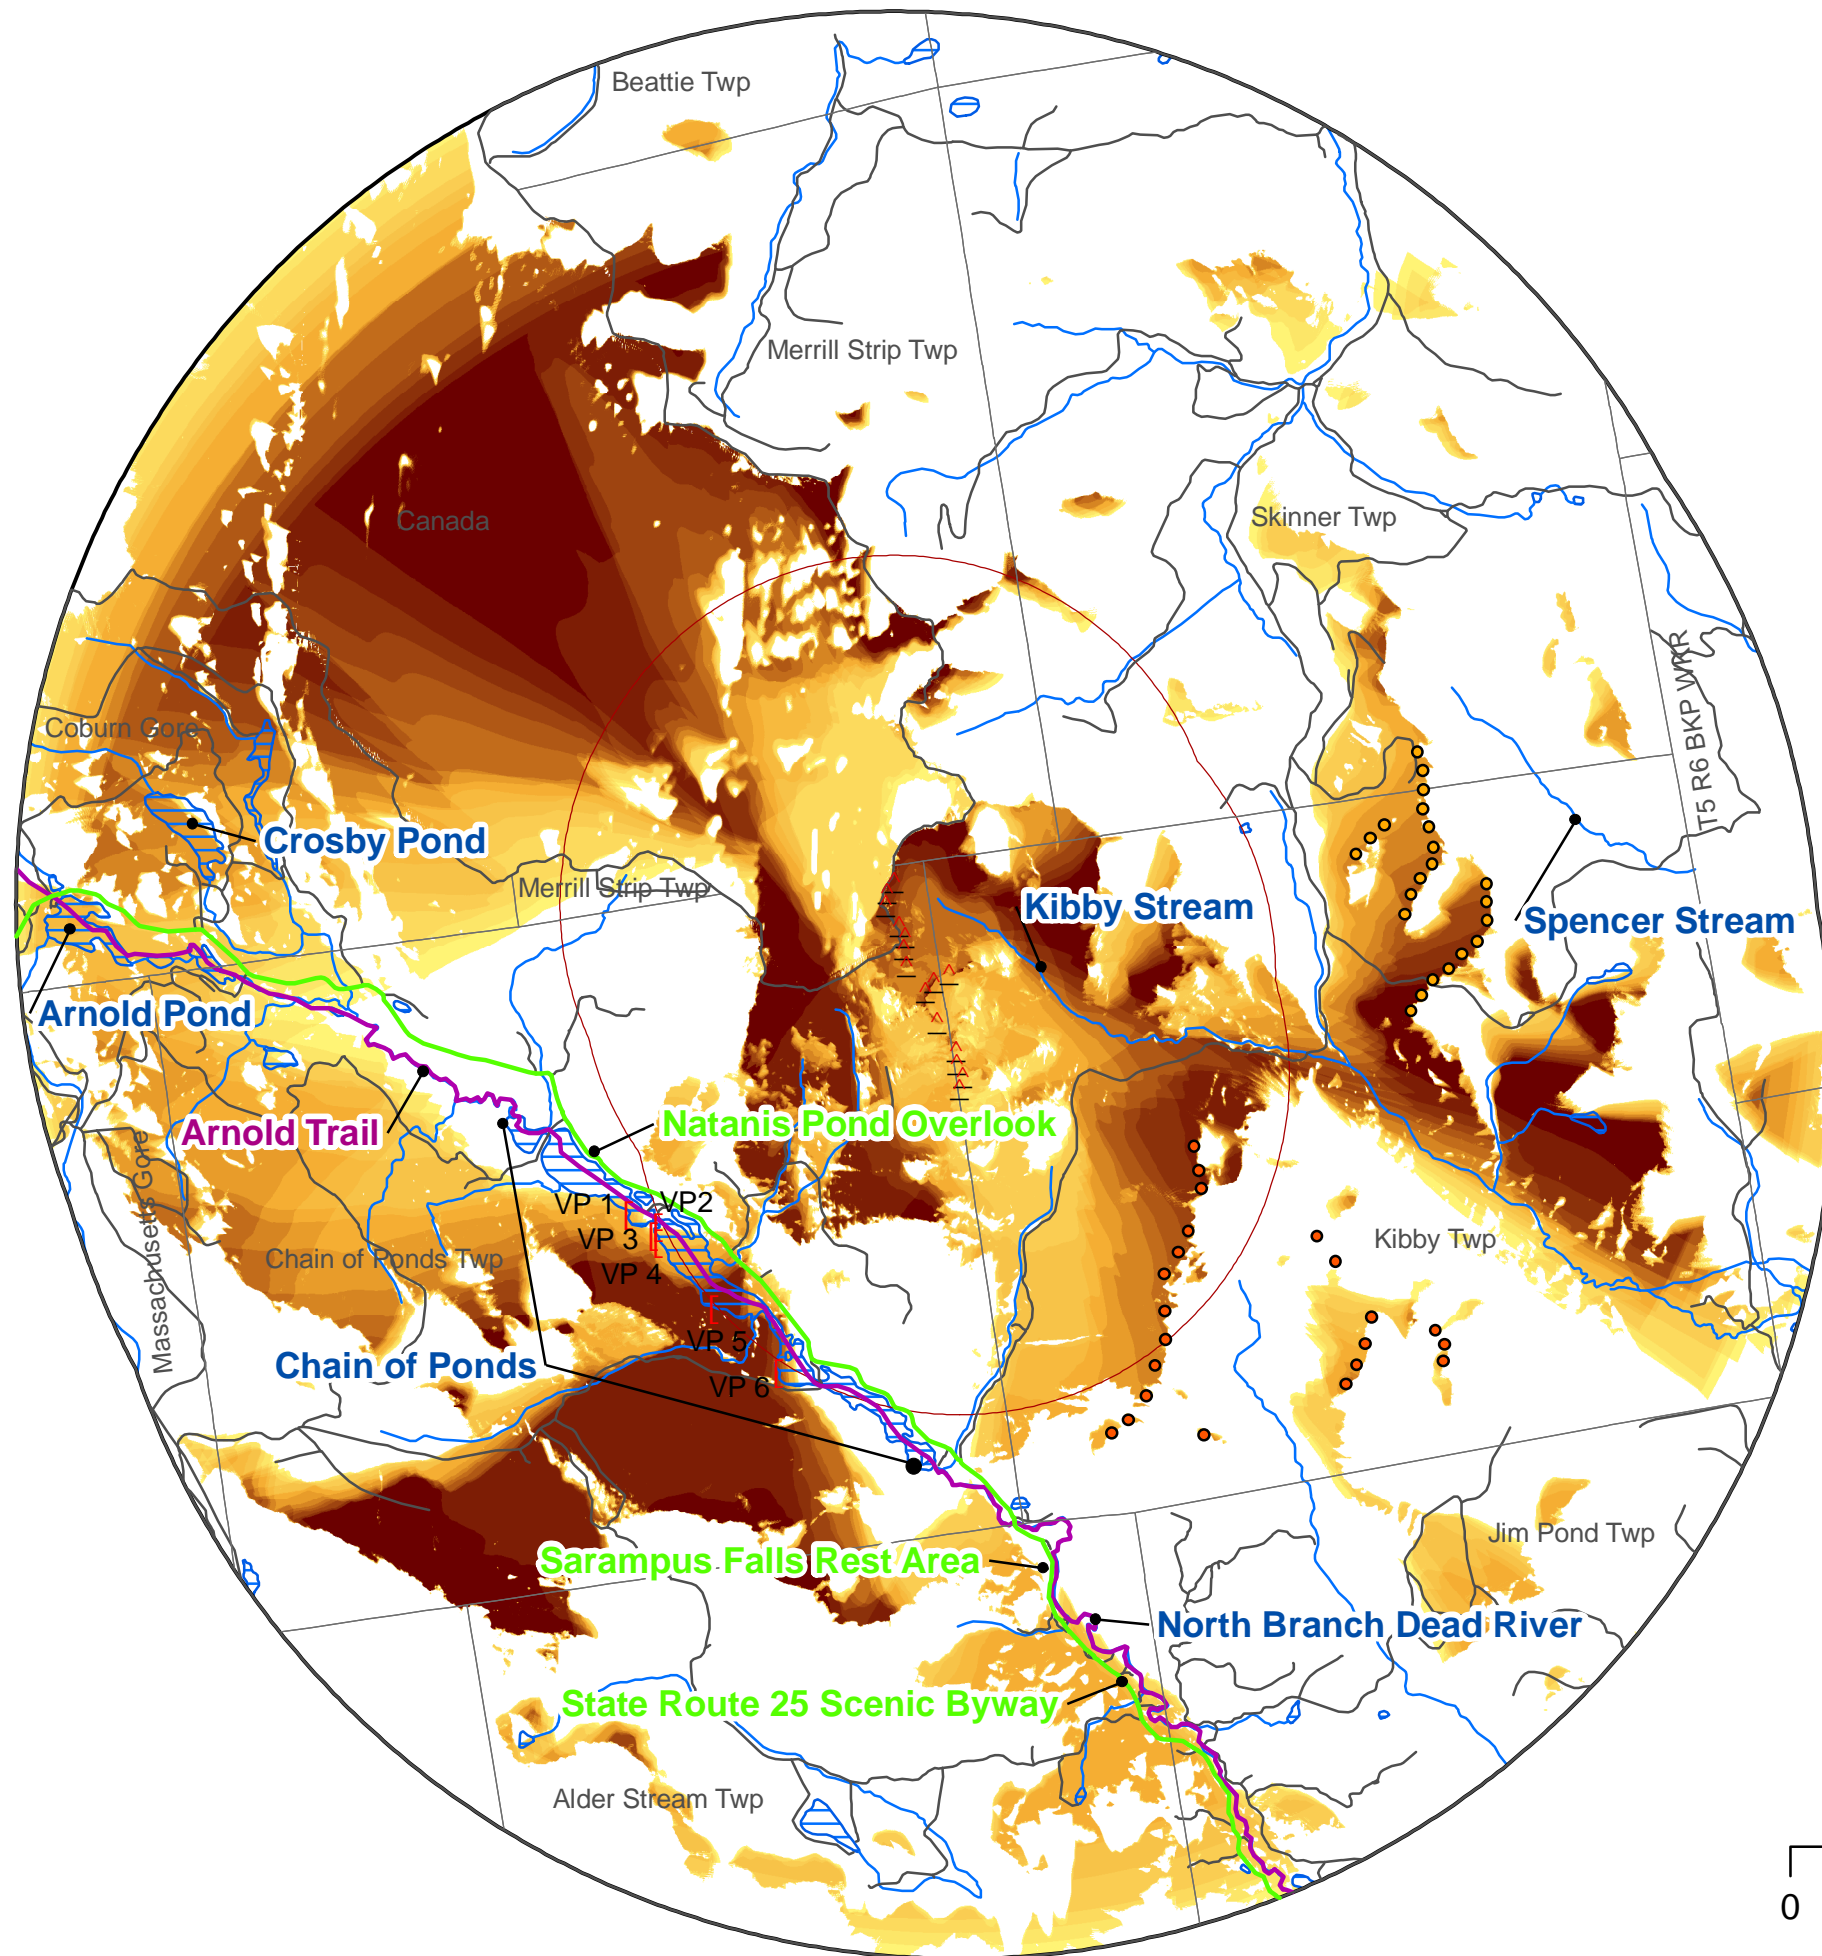 Beattie Twp
Merrill Strip Twp
Canada
Skinner Twp
T5 R6 BKP WKR
Coburn Gore
Crosby Pond
Merrill Strip Twp
Kibby Stream
Spencer Stream
Arnold Pond
Arnold Trail
Natanis Pond Overlook
Massachusetts Gore
VP 1
VP2
VP 3
Kibby Twp
Chain of Ponds Twp
VP 4
VP 5
Chain of Ponds
VP 6
Jim Pond Twp
Sarampus Falls Rest Area
North Branch Dead River
State Route 25 Scenic Byway
Alder Stream Twp
0